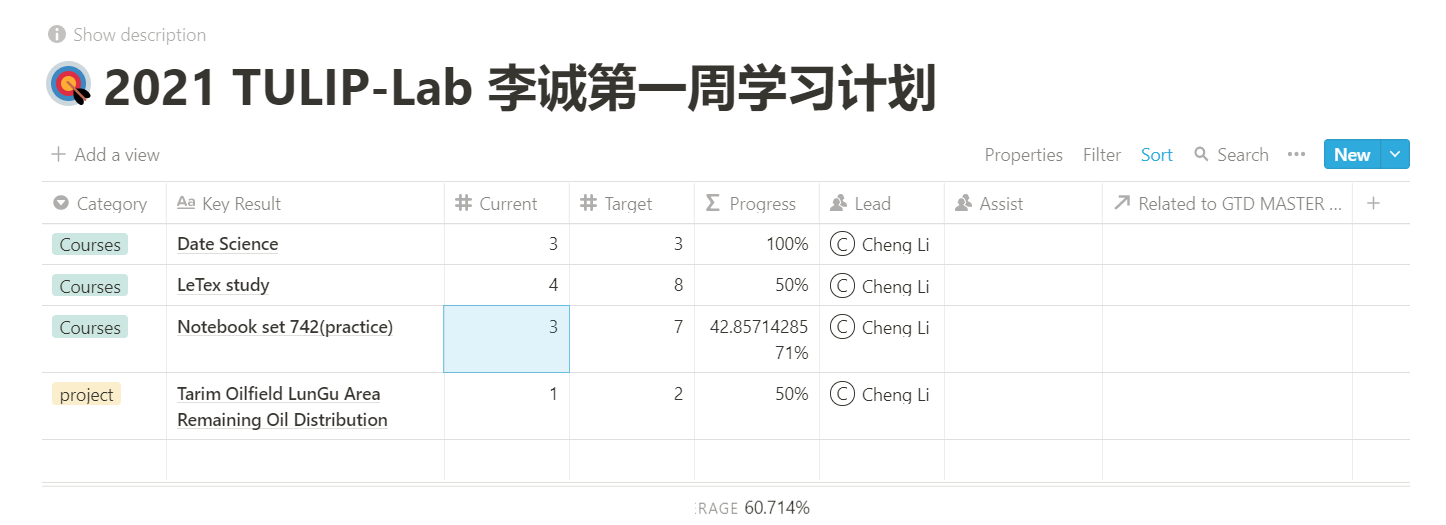 Show description
2021 TULIP-Lab 李诚第一周学习计划
Add a view
Properties Filter Sort Search ··· New
Category Key Result Current Target Progress Lead Assist Related to GTD MASTER ...
Courses Date Science 3 3 100% C Cheng Li
Courses LeTex study 4 8 50% C Cheng Li
Courses Notebook set 742(practice) 3 7 42.85714285 C Cheng Li
71%
project Tarim Oilfield LunGu Area 1 2 50% C Cheng Li
Remaining Oil Distribution
RAGE 60.714%